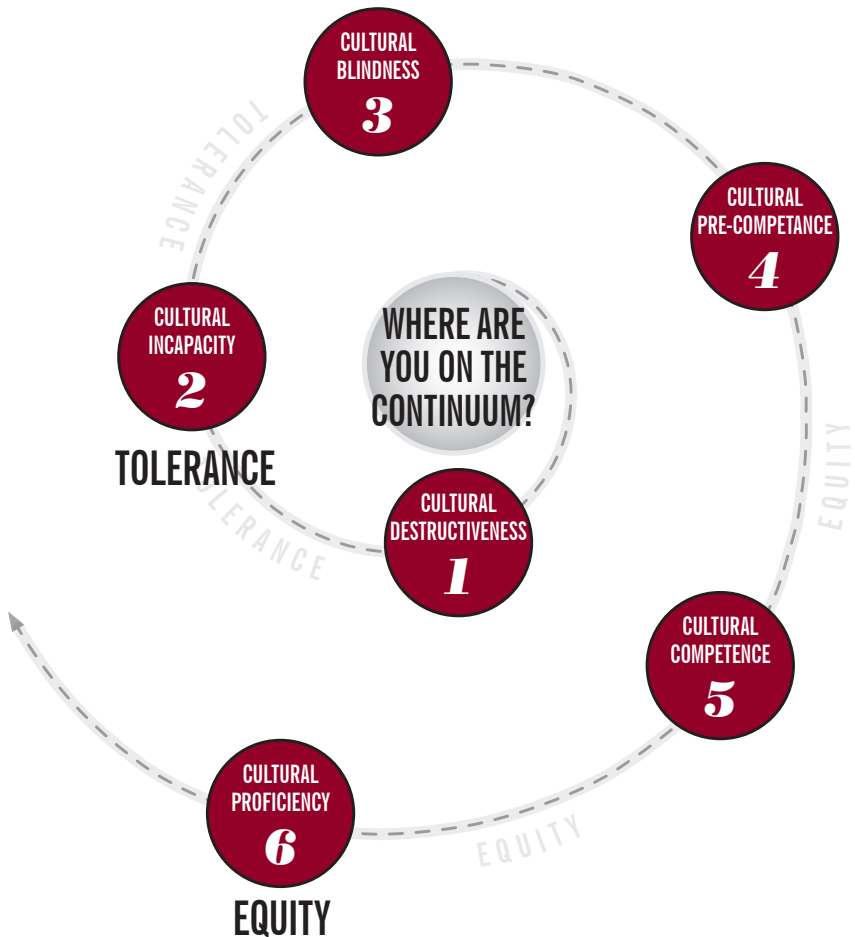 WHERE ARE
YOU ON THE
CONTINUUM?
CULTURAL
DESTRUCTIVENESS
1
TOLERANCE
CULTURAL
INCAPACITY
2
TOLERANCE
TOLERANCE
CULTURAL
BLINDNESS
3
CULTURAL
PRE-COMPETANCE
4
EQUITY
CULTURAL
COMPETENCE
5
EQUITY
CULTURAL
PROFICIENCY
6
EQUITY